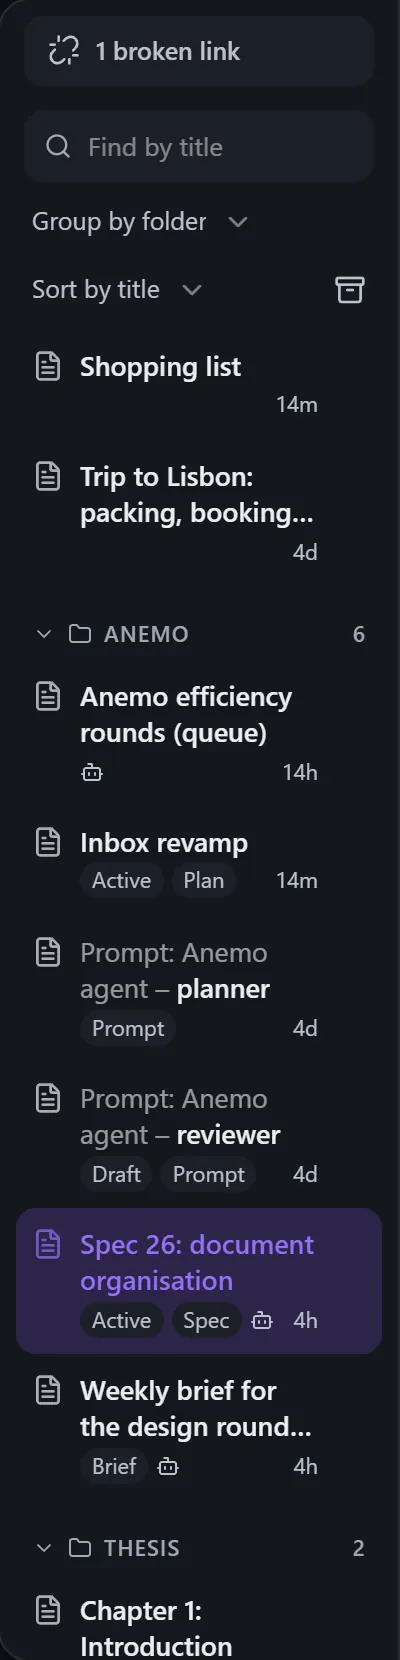 1 broken link
Find by title
Group by folder
Sort by title
Shopping list
14m
Trip to Lisbon:
packing, booking...
4d
ANEMO 6
Anemo efficiency
rounds (queue)
14h
Inbox revamp
Active Plan 14m
Prompt: Anemo
agent – planner
Prompt 4d
Prompt: Anemo
agent – reviewer
Draft Prompt 4d
Spec 26: document
organisation
Active Spec 4h
Weekly brief for
the design round...
Brief 4h
THESIS 2
Chapter 1:
Introduction